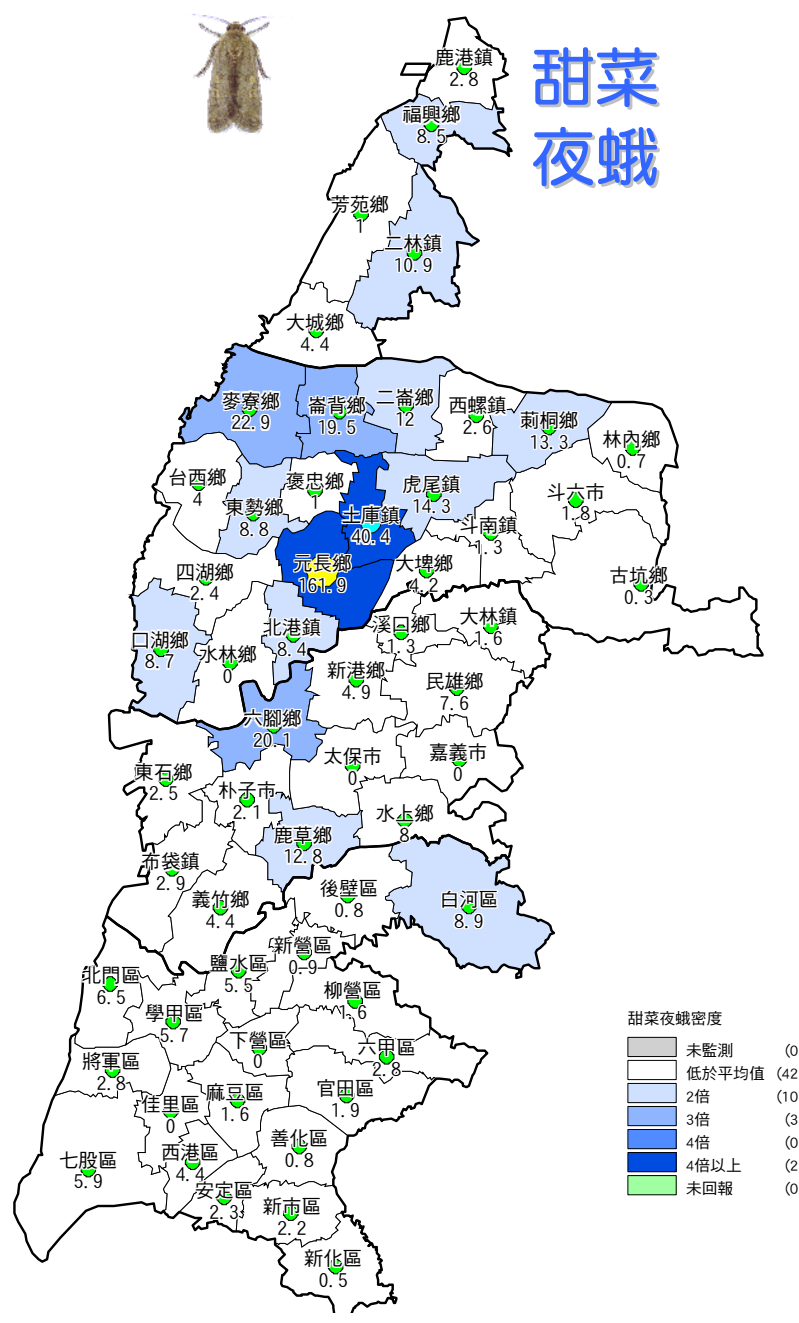 甜菜
夜蛾
鹿港鎮
2.8
福興鄉
8.5
芳苑鄉
1
二林鎮
10.9
大城鄉
4.4
麥寮鄉
22.9
崙背鄉
19.5
二崙鄉
12
西螺鎮
2.6
莿桐鄉
13.3
林內鄉
0.7
台西鄉
4
東勢鄉
8.8
褒忠鄉
1
土庫鎮
40.4
虎尾鎮
14.3
斗南鎮
1.3
斗六市
1.8
古坑鄉
0.3
元長鄉
161.9
大埤鄉
4.2
四湖鄉
2.4
口湖鄉
8.7
水林鄉
0
北港鎮
8.4
溪口鄉
1.3
大林鎮
1.6
新港鄉
4.9
民雄鄉
7.6
六腳鄉
20.1
太保市
0
嘉義市
0
東石鄉
2.5
朴子市
2.1
鹿草鄉
12.8
水上鄉
8
布袋鎮
2.9
義竹鄉
4.4
後壁區
0.8
白河區
8.9
新營區
0.9
鹽水區
5.5
北門區
6.5
學甲區
5.7
柳營區
1.6
下營區
0
六甲區
2.8
將軍區
2.8
佳里區
0
麻豆區
1.6
官田區
1.9
七股區
5.9
西港區
4.4
善化區
0.8
安定區
2.3
新市區
2.2
新化區
0.5
甜菜夜蛾密度
未監測 (0
低於平均值 (42
2倍 (10
3倍 (3
4倍 (0
4倍以上 (2
未回報 (0